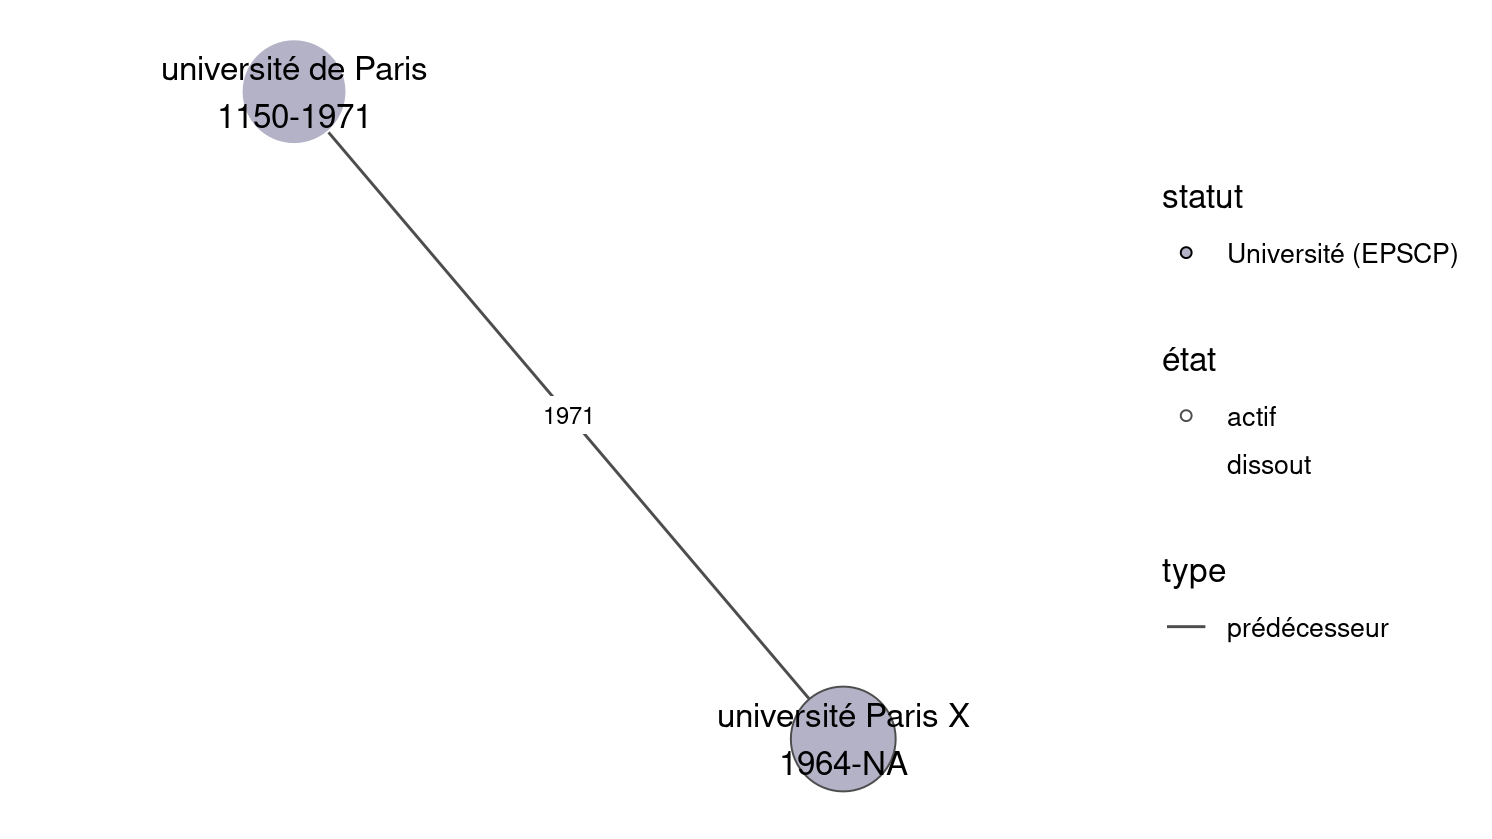 université de Paris
1150-1971
1971
université Paris X
1964-NA
statut
Université (EPSCP)
état
actif
dissout
type
prédécesseur